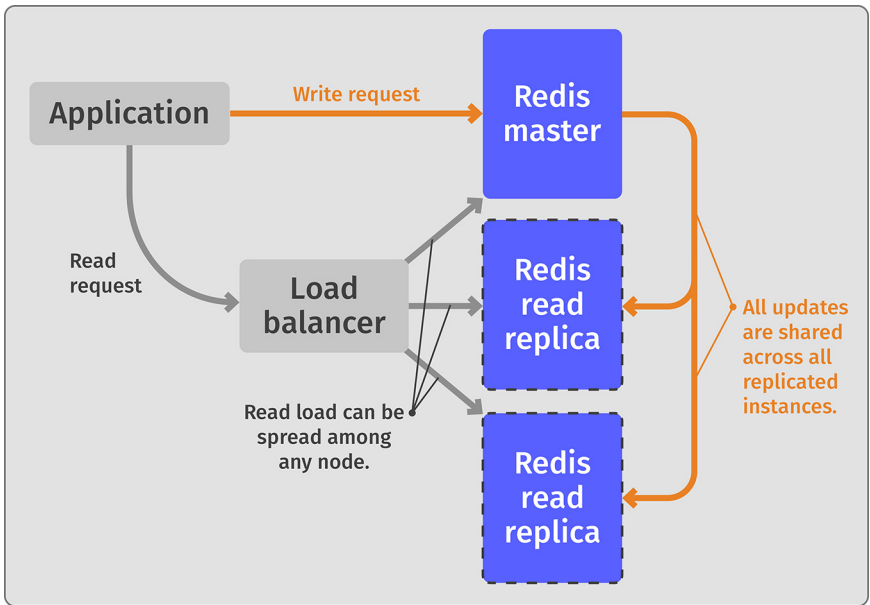 Application
Write request
Redis
master
Read
request
Load
balancer
Redis
read
replica
All updates
are shared
across all
replicated
instances.
Read load can be
spread among
any node.
Redis
read
replica